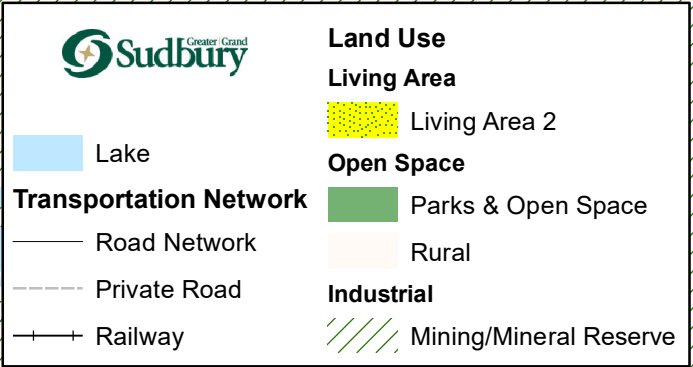 Greater | Grand
Sudbury
Lake
Transportation Network
Road Network
Private Road
Railway
Land Use
Living Area
Living Area 2
Open Space
Parks & Open Space
Rural
Industrial
Mining/Mineral Reserve